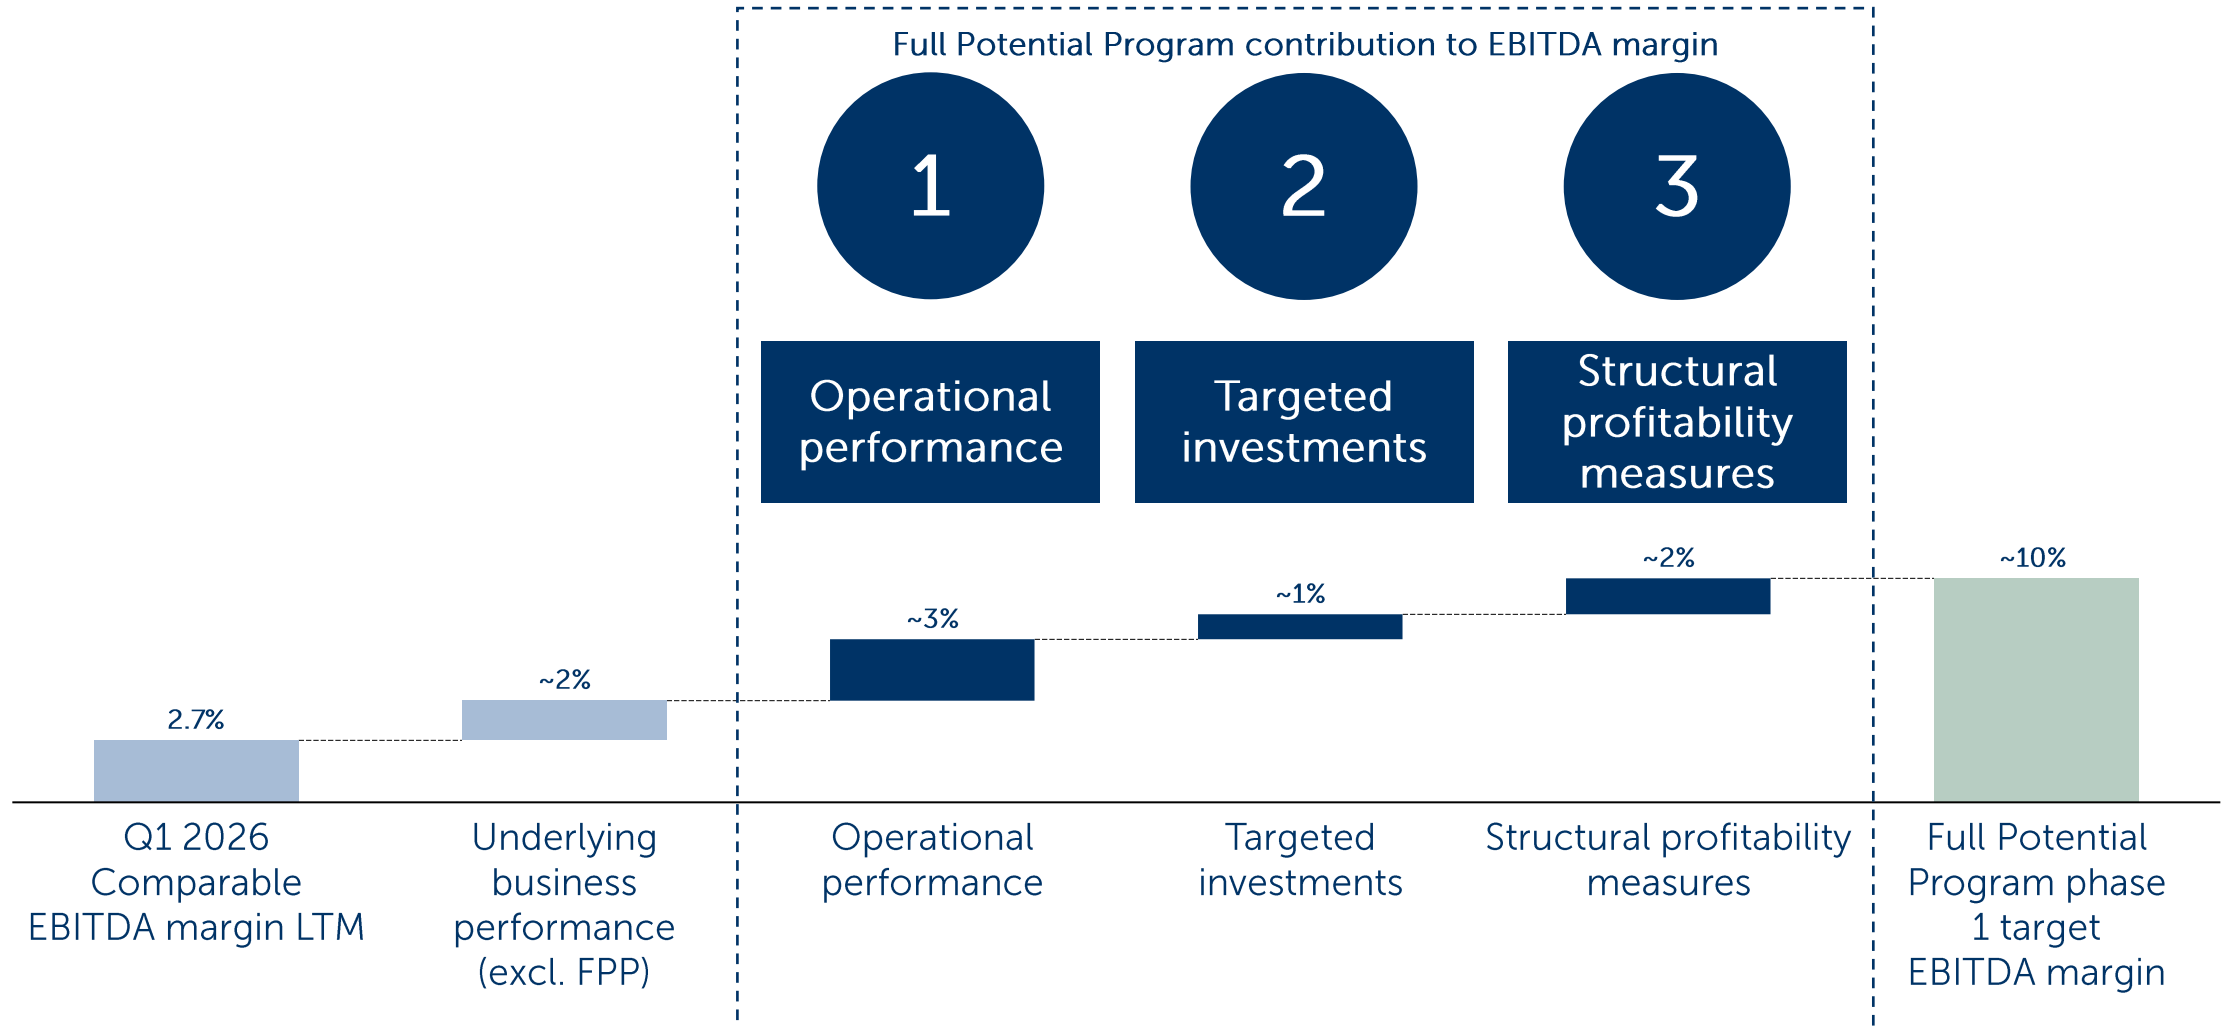 Full Potential Program contribution to EBITDA margin
1
2
3
Operational
performance
Targeted
investments
Structural
profitability
measures
2.7%
~2%
~3%
~1%
~2%
~10%
Q1 2026
Comparable
EBITDA margin LTM
Underlying
business
performance
(excl. FPP)
Operational
performance
Targeted
investments
Structural profitability
measures
Full Potential
Program phase
1 target
EBITDA margin